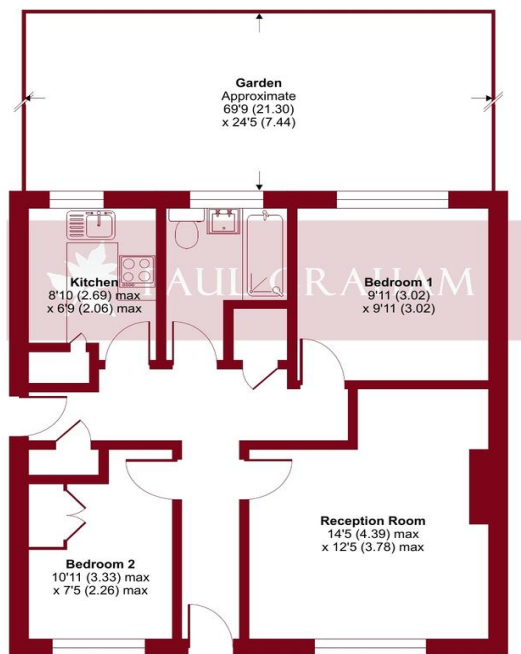 Garden
Approximate
69'9 (21.30)
x 24'5 (7.44)
Kitchen
8'10 (2.69) max
x 6'9 (2.06) max
PAUL GRAHAM
Bedroom 1
9'11 (3.02)
x 9'11 (3.02)
Reception Room
14'5 (4.39) max
x 12'5 (3.78) max
Bedroom 2
10'11 (3.33) max
x 7'5 (2.26) max